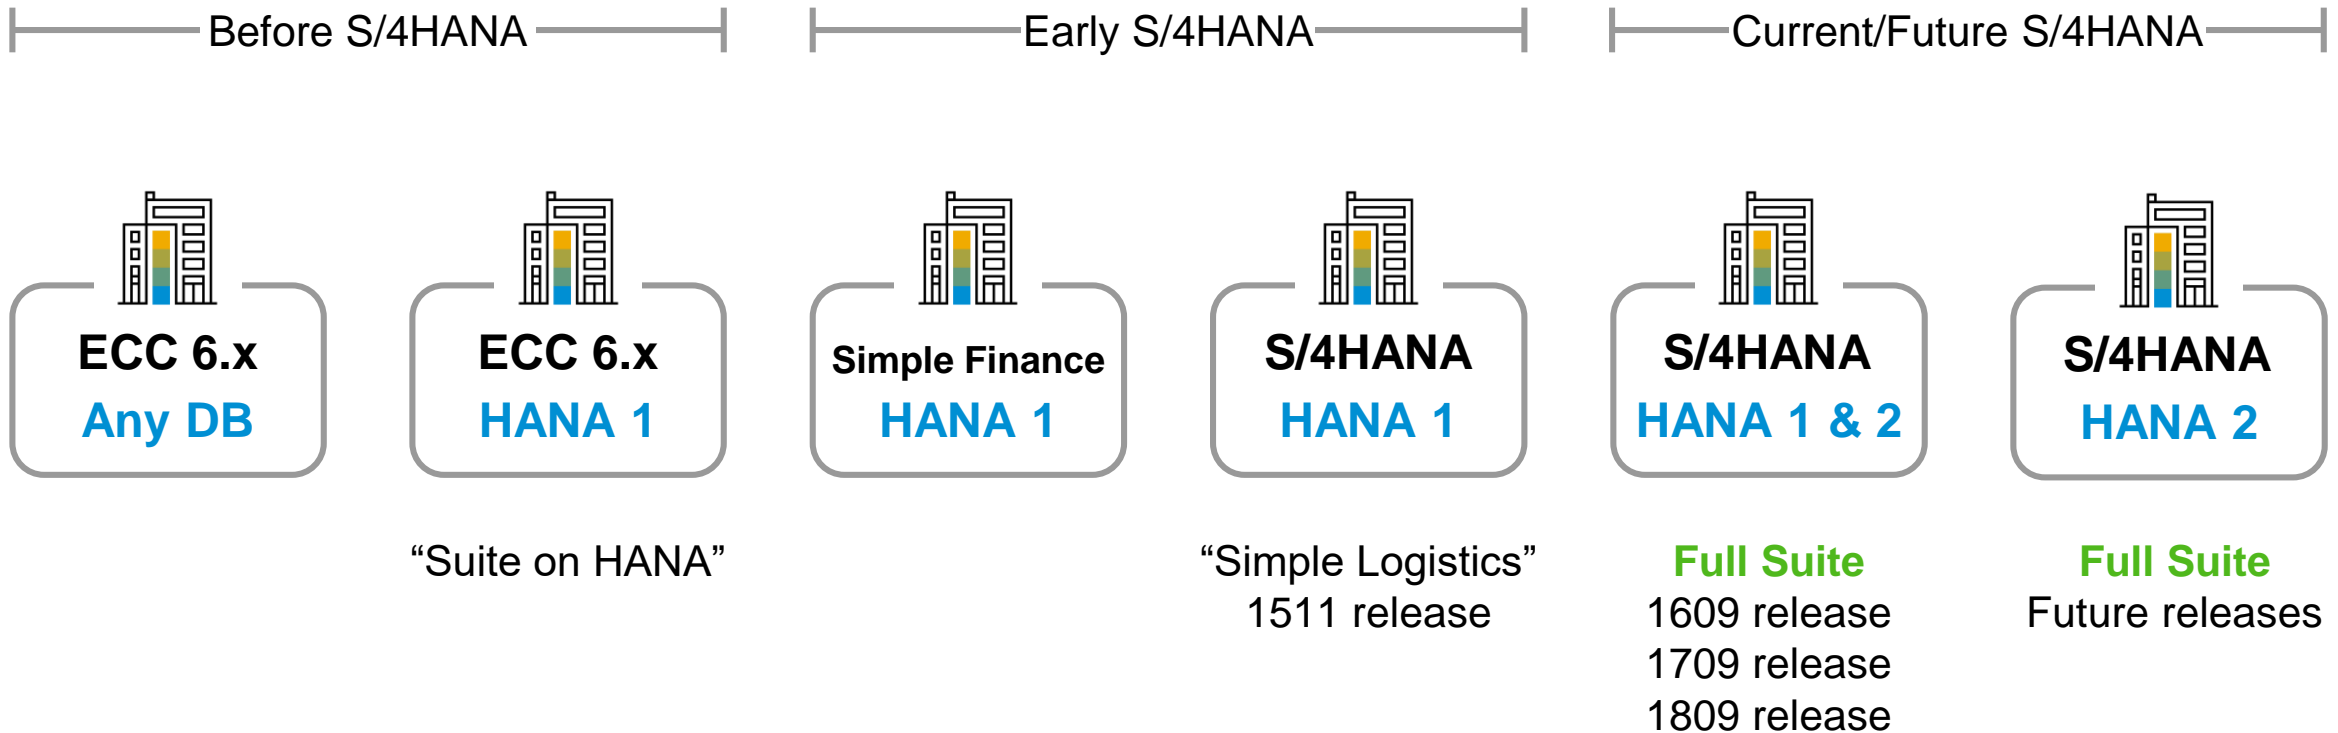 Before S/4HANA
Early S/4HANA
Current/Future S/4HANA
ECC 6.x
Any DB
ECC 6.x
HANA 1
“Suite on HANA”
Simple Finance
HANA 1
S/4HANA
HANA 1
“Simple Logistics”
1511 release
S/4HANA
HANA 1 & 2
Full Suite
1609 release
1709 release
1809 release
S/4HANA
HANA 2
Full Suite
Future releases